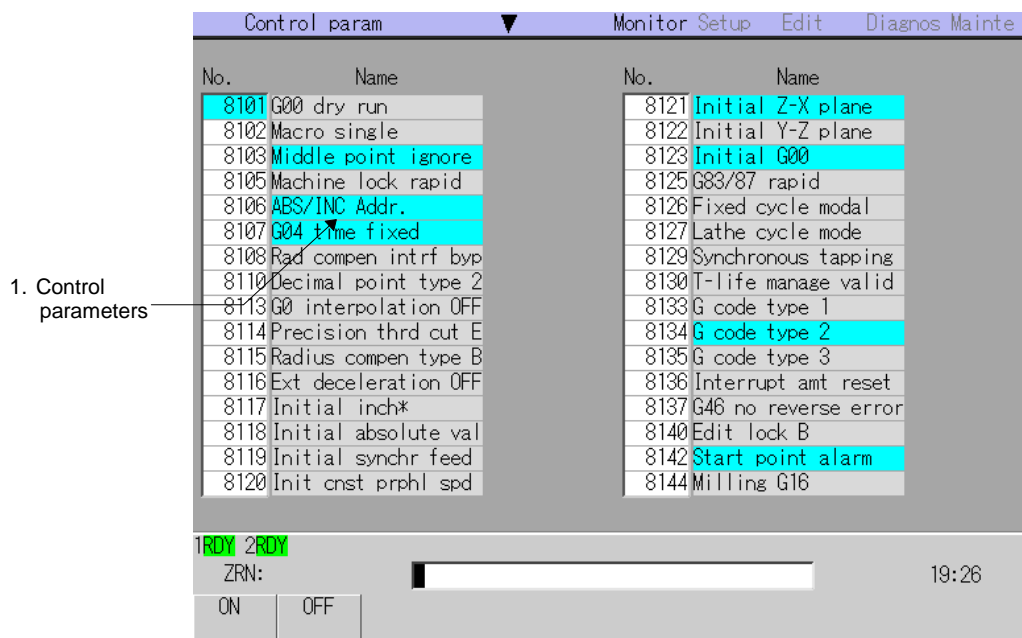 Control param ▼ Monitor Setup Edit Diagnos Mainte
No. Name
8101 G00 dry run
8102 Macro single
8103 Middle point ignore
8105 Machine lock rapid
8106 ABS/INC Addr.
8107 G04 time fixed
8108 Rad compen intrf byp
8110 Decimal point type 2
8113 G0 interpolation OFF
8114 Precision thrd cut E
8115 Radius compen type B
8116 Ext deceleration OFF
8117 Initial inch*
8118 Initial absolute val
8119 Initial synchr feed
8120 Init cnst prphl spd
No. Name
8121 Initial Z-X plane
8122 Initial Y-Z plane
8123 Initial G00
8125 G83/87 rapid
8126 Fixed cycle modal
8127 Lathe cycle mode
8129 Synchronous tapping
8130 T-life manage valid
8133 G code type 1
8134 G code type 2
8135 G code type 3
8136 Interrupt amt reset
8137 G46 no reverse error
8140 Edit lock B
8142 Start point alarm
8144 Milling G16
1. Control
parameters
1RDY 2RDY
ZRN: 19:26
ON OFF